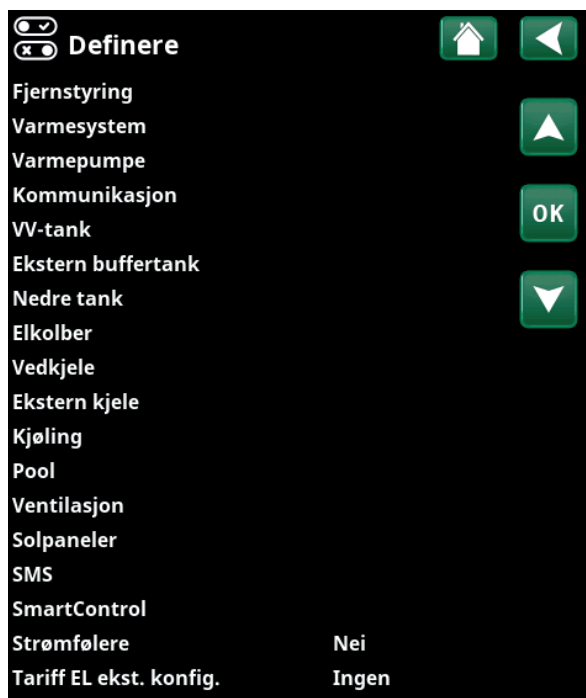 Definere
Fjernstyring
Varmesystem
Varmepumpe
Kommunikasjon
VV-tank
OK
Ekstern buffertank
Nedre tank
Elkolber
Vedkjele
Ekstern kjele
Kjøling
Pool
Ventilasjon
Solpaneler
SMS
SmartControl
Strømfølere Nei
Tariff EL ekst. konfig. Ingen